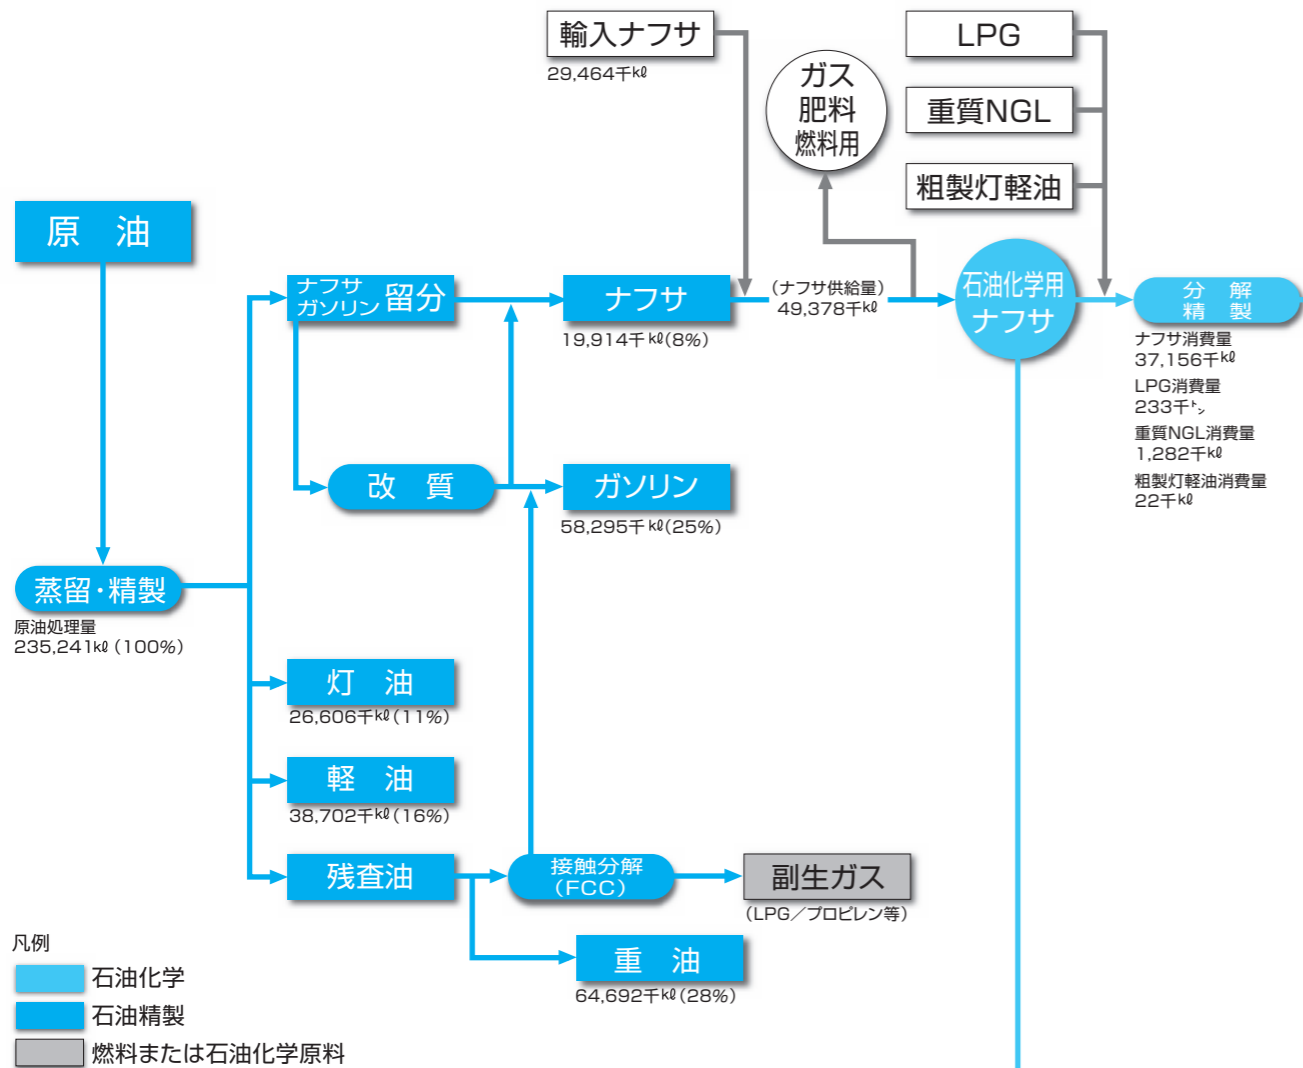 輸入ナフサ
29,464千㎘
ガス
肥料
燃料用
LPG
重質NGL
粗製灯軽油
原 油
ナフサ
ガソリン 留分
ナフサ
19,914千㎘(8%)
(ナフサ供給量)
49,378千㎘
石油化学用
ナフサ
分 解
精 製
ナフサ消費量
37,156千㎘
LPG消費量
233千㌧
重質NGL消費量
1,282千㎘
粗製灯軽油消費量
22千㎘
改 質
ガソリン
58,295千㎘(25%)
蒸留・精製
原油処理量
235,241㎘(100%)
灯 油
26,606千㎘(11%)
軽 油
38,702千㎘(16%)
残査油
接触分解
(FCC)
副生ガス
(LPG/プロピレン等)
重 油
64,692千㎘(28%)
凡例
石油化学
石油精製
燃料または石油化学原料